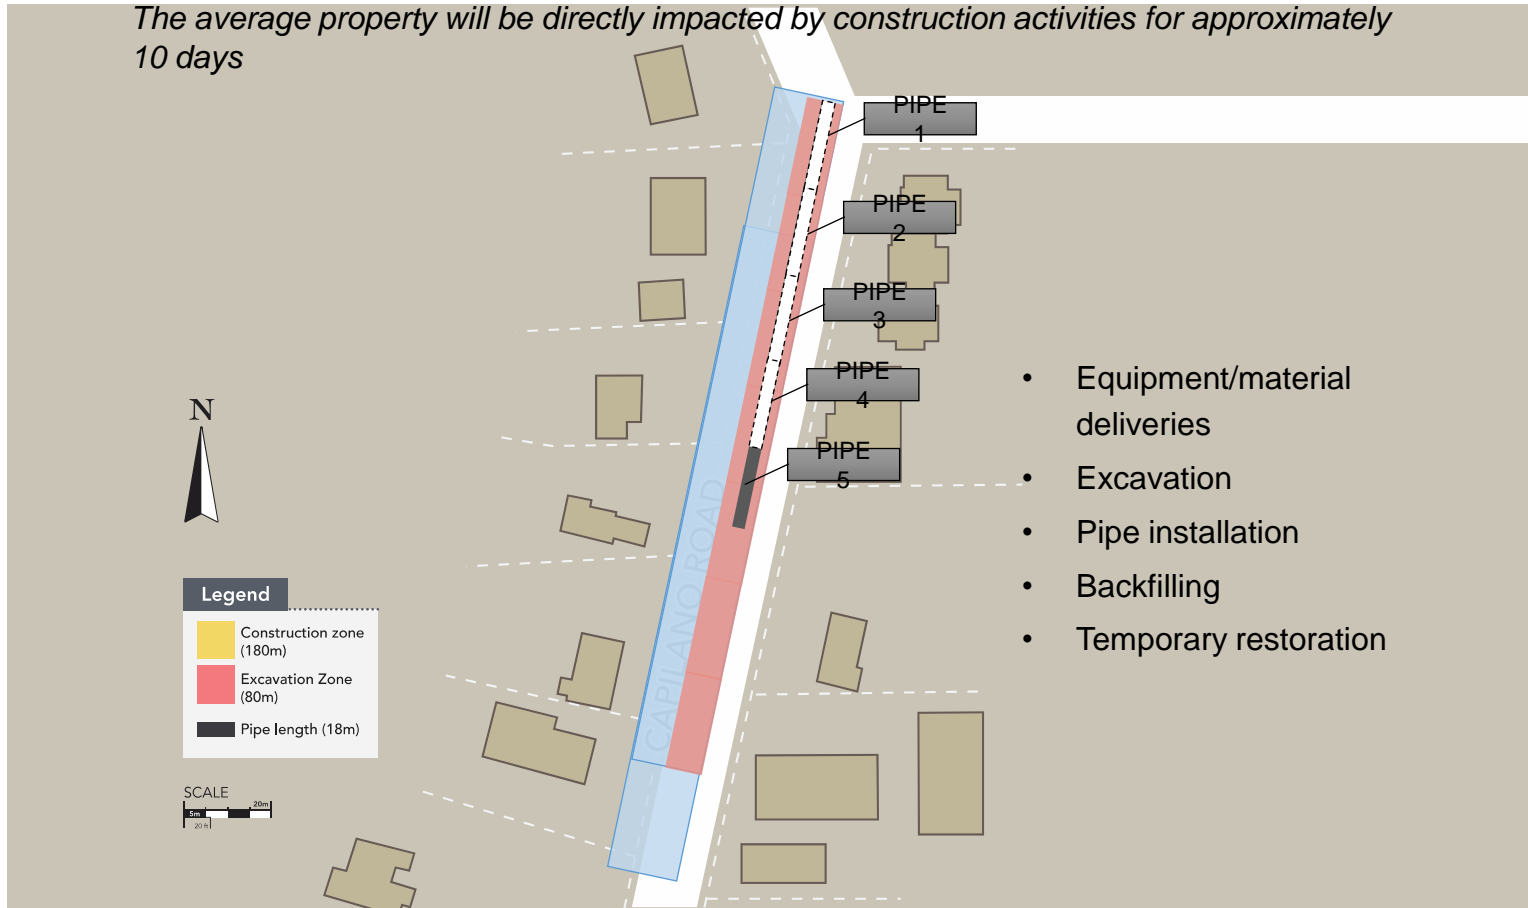 The average property will be directly impacted by construction activities for approximately
10 days
PIPE
1
PIPE
2
PIPE
3
PIPE
4
PIPE
5
• Equipment/material
deliveries
• Excavation
• Pipe installation
• Backfilling
• Temporary restoration
N
CAPILANO ROAD
Legend
Construction zone
(180m)
Excavation Zone
(80m)
Pipe length (18m)
SCALE
20m
5m
20 ft